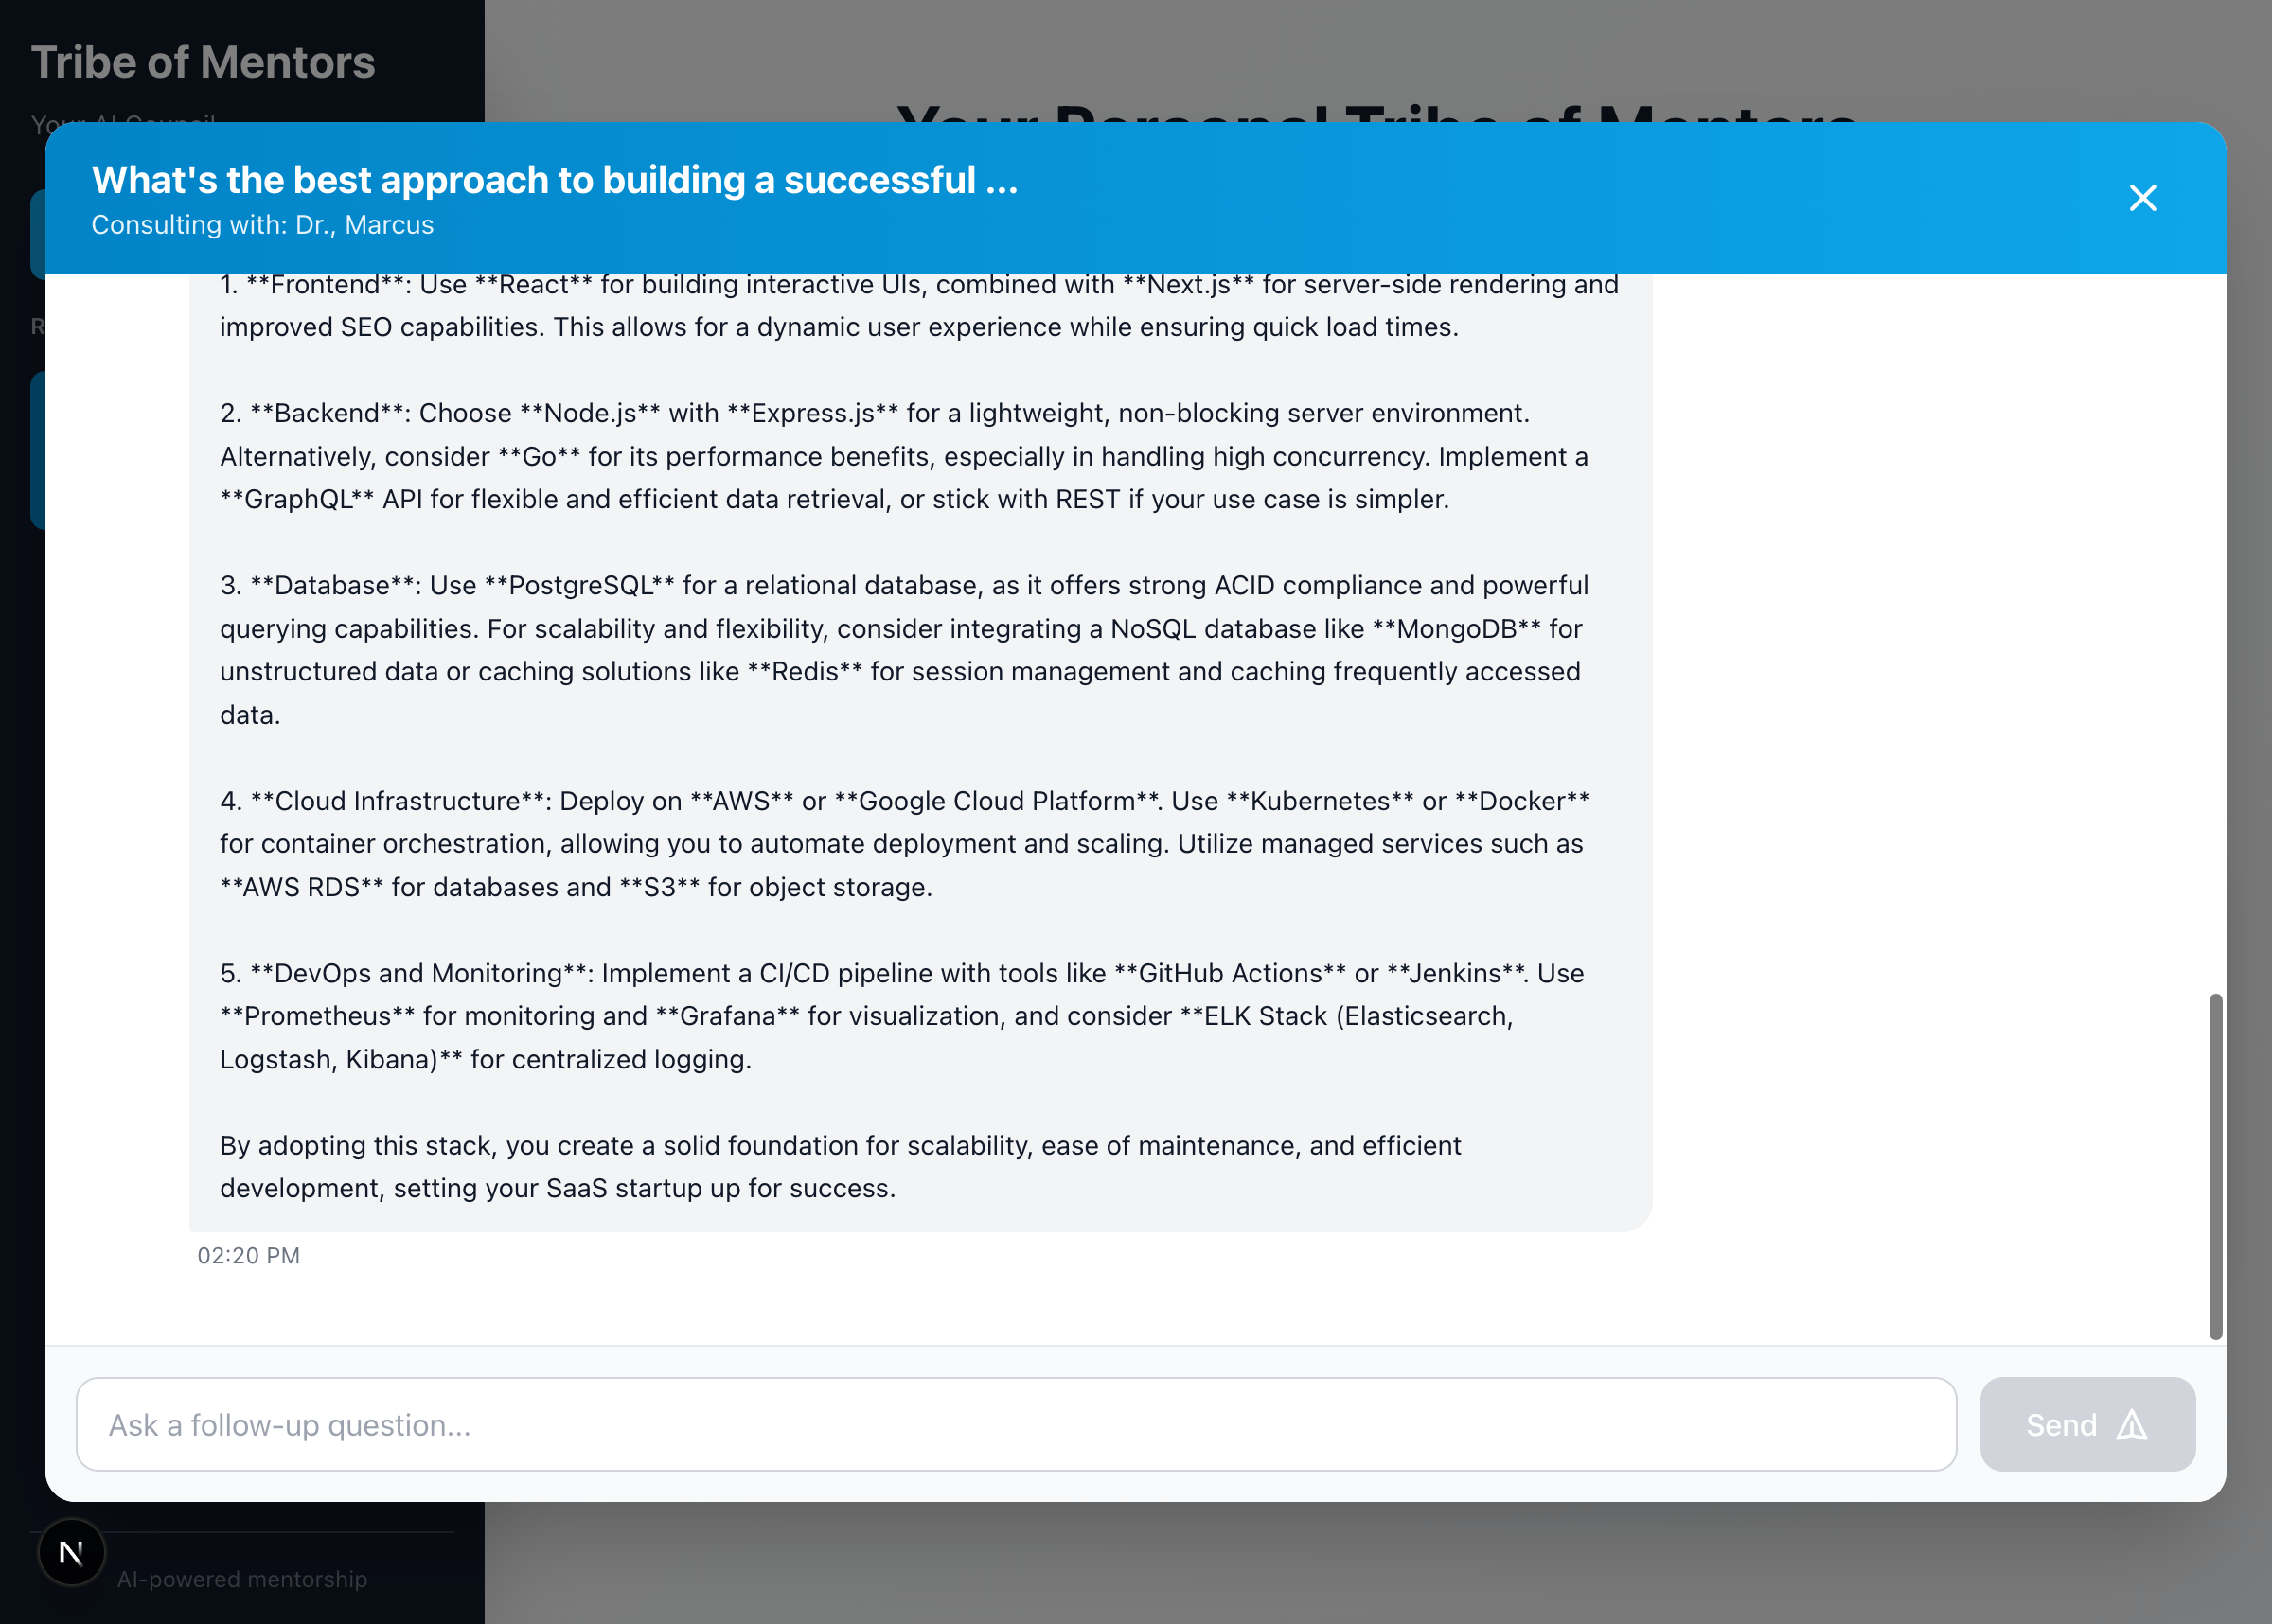 Tribe of Mentors
Your AI Council
Your Personal Tribe of Mentors
What's the best approach to building a successful ...
Consulting with: Dr., Marcus
R
1. **Frontend**: Use **React** for building interactive UIs, combined with **Next.js** for server-side rendering and
improved SEO capabilities. This allows for a dynamic user experience while ensuring quick load times.
2. **Backend**: Choose **Node.js** with **Express.js** for a lightweight, non-blocking server environment.
Alternatively, consider **Go** for its performance benefits, especially in handling high concurrency. Implement a
**GraphQL** API for flexible and efficient data retrieval, or stick with REST if your use case is simpler.
3. **Database**: Use **PostgreSQL** for a relational database, as it offers strong ACID compliance and powerful
querying capabilities. For scalability and flexibility, consider integrating a NoSQL database like **MongoDB** for
unstructured data or caching solutions like **Redis** for session management and caching frequently accessed
data.
4. **Cloud Infrastructure**: Deploy on **AWS** or **Google Cloud Platform**. Use **Kubernetes** or **Docker**
for container orchestration, allowing you to automate deployment and scaling. Utilize managed services such as
**AWS RDS** for databases and **S3** for object storage.
5. **DevOps and Monitoring**: Implement a CI/CD pipeline with tools like **GitHub Actions** or **Jenkins**. Use
**Prometheus** for monitoring and **Grafana** for visualization, and consider **ELK Stack (Elasticsearch,
Logstash, Kibana)** for centralized logging.
By adopting this stack, you create a solid foundation for scalability, ease of maintenance, and efficient
development, setting your SaaS startup up for success.
02:20 PM
Ask a follow-up question...
Send
N
AI-powered mentorship